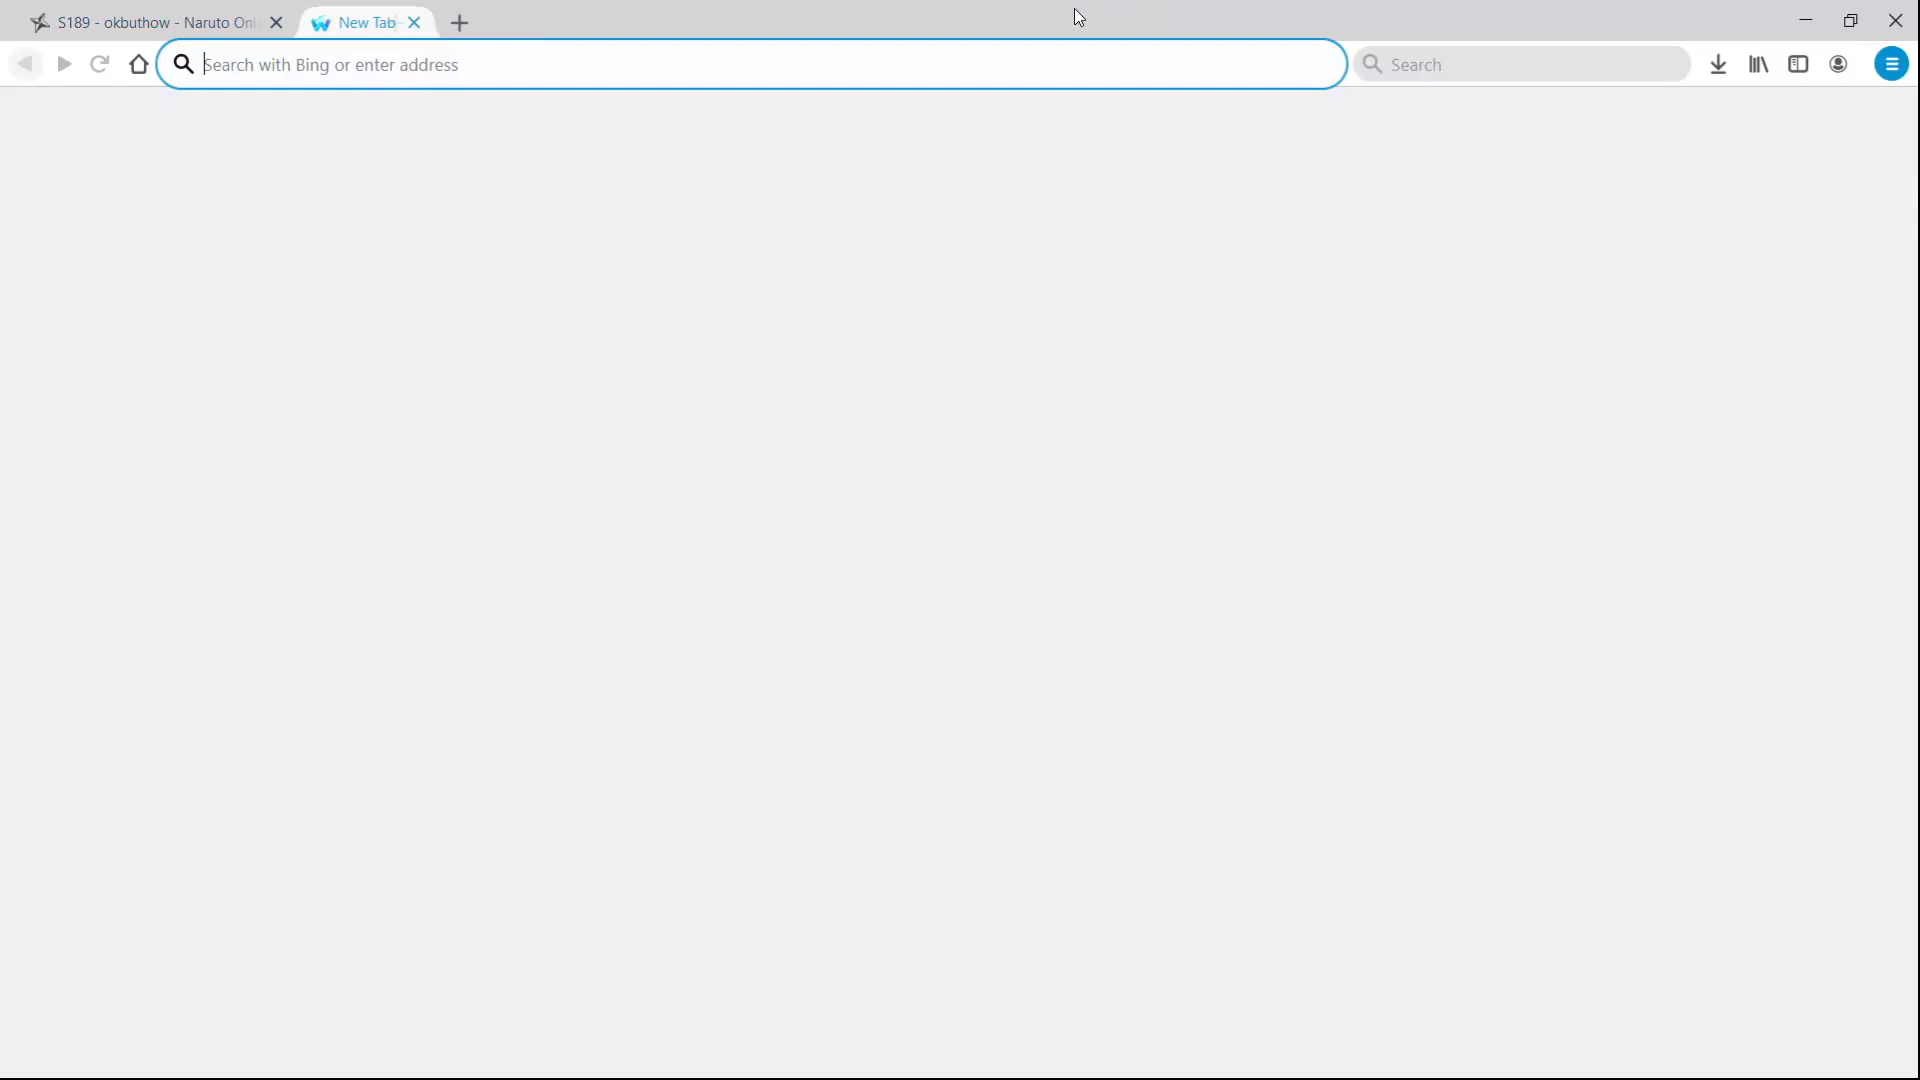 S189 - okbuthow - Naruto Onl
New Tab
Search with Bing or enter address
Search